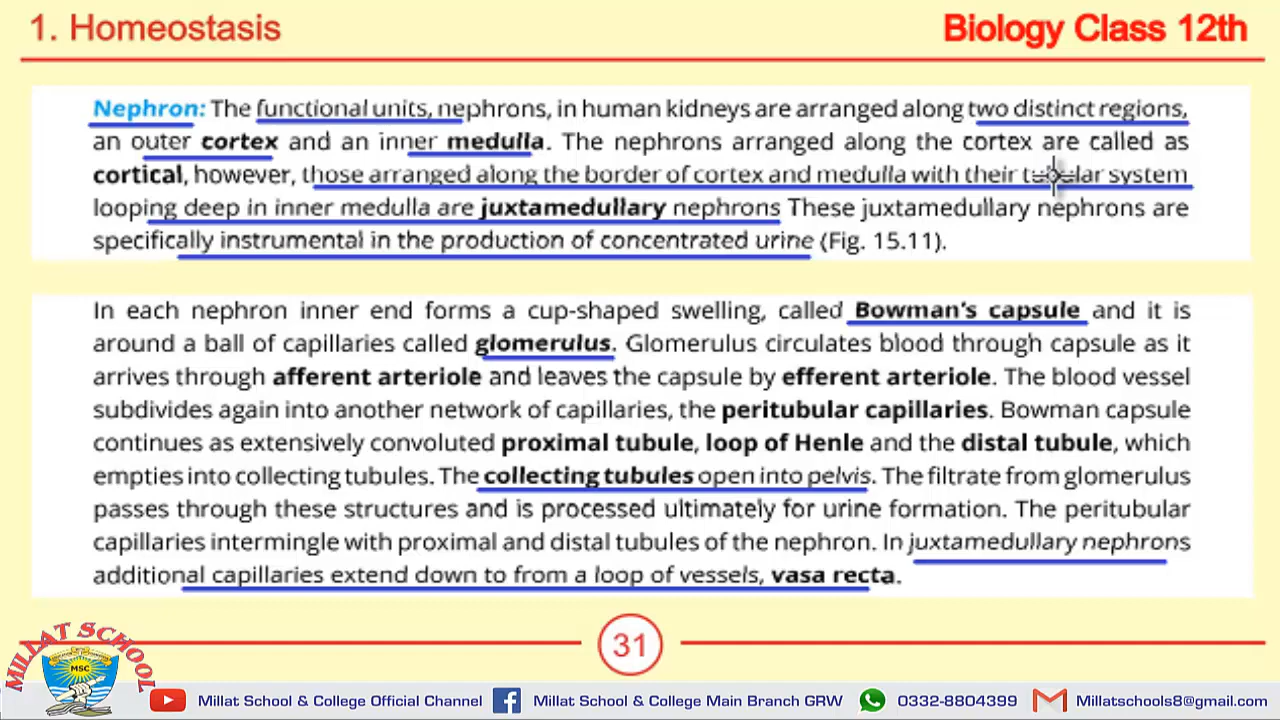 1. Homeostasis
Biology Class 12th
Nephron: The functional units, nephrons, in human kidneys are arranged along two distinct regions,
an outer cortex and an inner medulla. The nephrons arranged along the cortex are called as
cortical, however, those arranged along the border of cortex and medulla with their tubular system
looping deep in inner medulla are juxtamedullary nephrons These juxtamedullary nephrons are
specifically instrumental in the production of concentrated urine (Fig. 15.11).
In each nephron inner end forms a cup-shaped swelling, called Bowman's capsule and it is
around a ball of capillaries called glomerulus. Glomerulus circulates blood through capsule as it
arrives through afferent arteriole and leaves the capsule by efferent arteriole. The blood vessel
subdivides again into another network of capillaries, the peritubular capillaries. Bowman capsule
continues as extensively convoluted proximal tubule, loop of Henle and the distal tubule, which
empties into collecting tubules. The collecting tubules open into pelvis. The filtrate from glomerulus
passes through these structures and is processed ultimately for urine formation. The peritubular
capillaries intermingle with proximal and distal tubules of the nephron. In juxtamedullary nephrons
additional capillaries extend down to from a loop of vessels, vasa recta.
31
MILLAT SCHOOL
MSC
Millat School & College Official Channel
Millat School & College Main Branch GRW
0332-8804399
Millatschools8@gmail.com